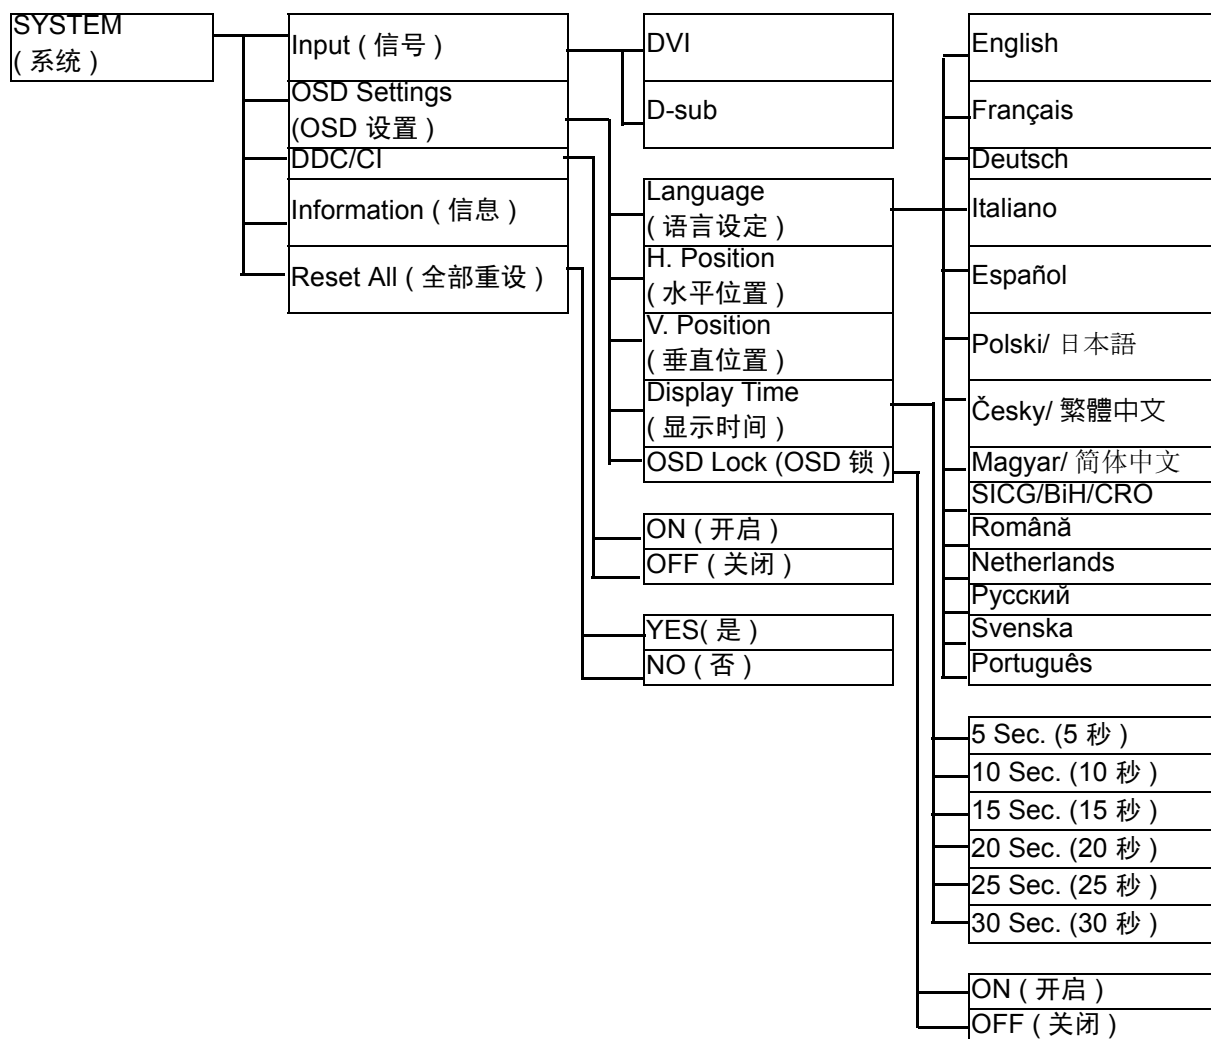 SYSTEM
( 系统 )
Input ( 信号 )
OSD Settings
(OSD 设置 )
DDC/CI
Information ( 信息 )
Reset All ( 全部重设 )
DVI
D-sub
Language
( 语言设定 )
H. Position
( 水平位置 )
V. Position
( 垂直位置 )
Display Time
( 显示时间 )
OSD Lock (OSD 锁 )
ON ( 开启 )
OFF ( 关闭 )
YES( 是 )
NO ( 否 )
English
Français
Deutsch
Italiano
Español
Polski/ 日本語
Česky/ 繁體中文
Magyar/ 简体中文
SICG/BiH/CRO
Română
Netherlands
Русский
Svenska
Português
5 Sec. (5 秒 )
10 Sec. (10 秒 )
15 Sec. (15 秒 )
20 Sec. (20 秒 )
25 Sec. (25 秒 )
30 Sec. (30 秒 )
ON ( 开启 )
OFF ( 关闭 )